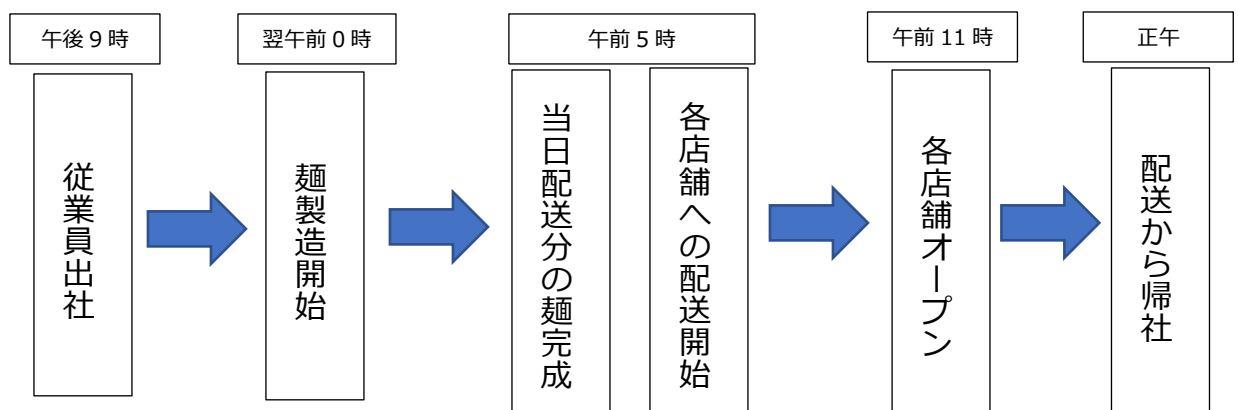 午後9時
翌午前0時
午前5時
午前11時
正午
従業員出社
麺製造開始
当日配送分の麺完成
各店舗への配送開始
各店舗オープン
配送から帰社